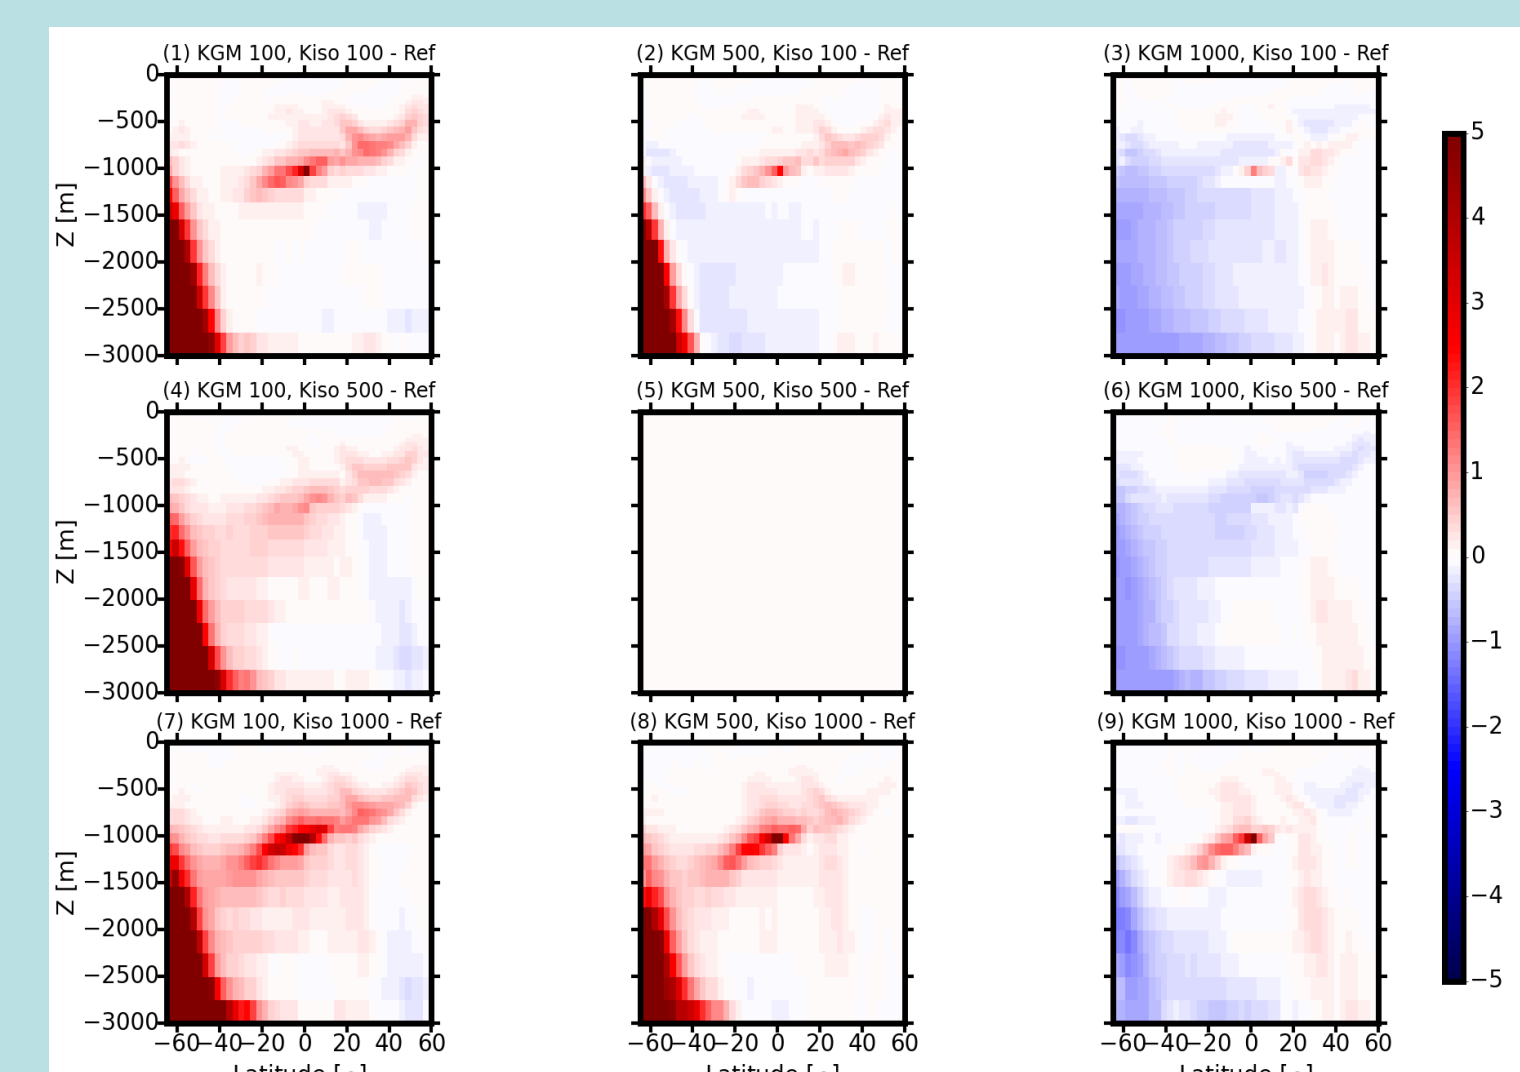 (1) KGM 100, Kiso 100 - Ref
(2) KGM 500, Kiso 100 - Ref
(3) KGM 1000, Kiso 100 - Ref
0
−500
−1000
−1500
−2000
−2500
−3000
Z [m]
(4) KGM 100, Kiso 500 - Ref
(5) KGM 500, Kiso 500 - Ref
(6) KGM 1000, Kiso 500 - Ref
0
−500
−1000
−1500
−2000
−2500
−3000
Z [m]
(7) KGM 100, Kiso 1000 - Ref
(8) KGM 500, Kiso 1000 - Ref
(9) KGM 1000, Kiso 1000 - Ref
0
−500
−1000
−1500
−2000
−2500
−3000
Z [m]
−60 −40 −20 0 20 40 60
−60 −40 −20 0 20 40 60
−60 −40 −20 0 20 40 60
Latitude [
Latitude [
Latitude [
5
4
3
2
1
0
−1
−2
−3
−4
−5